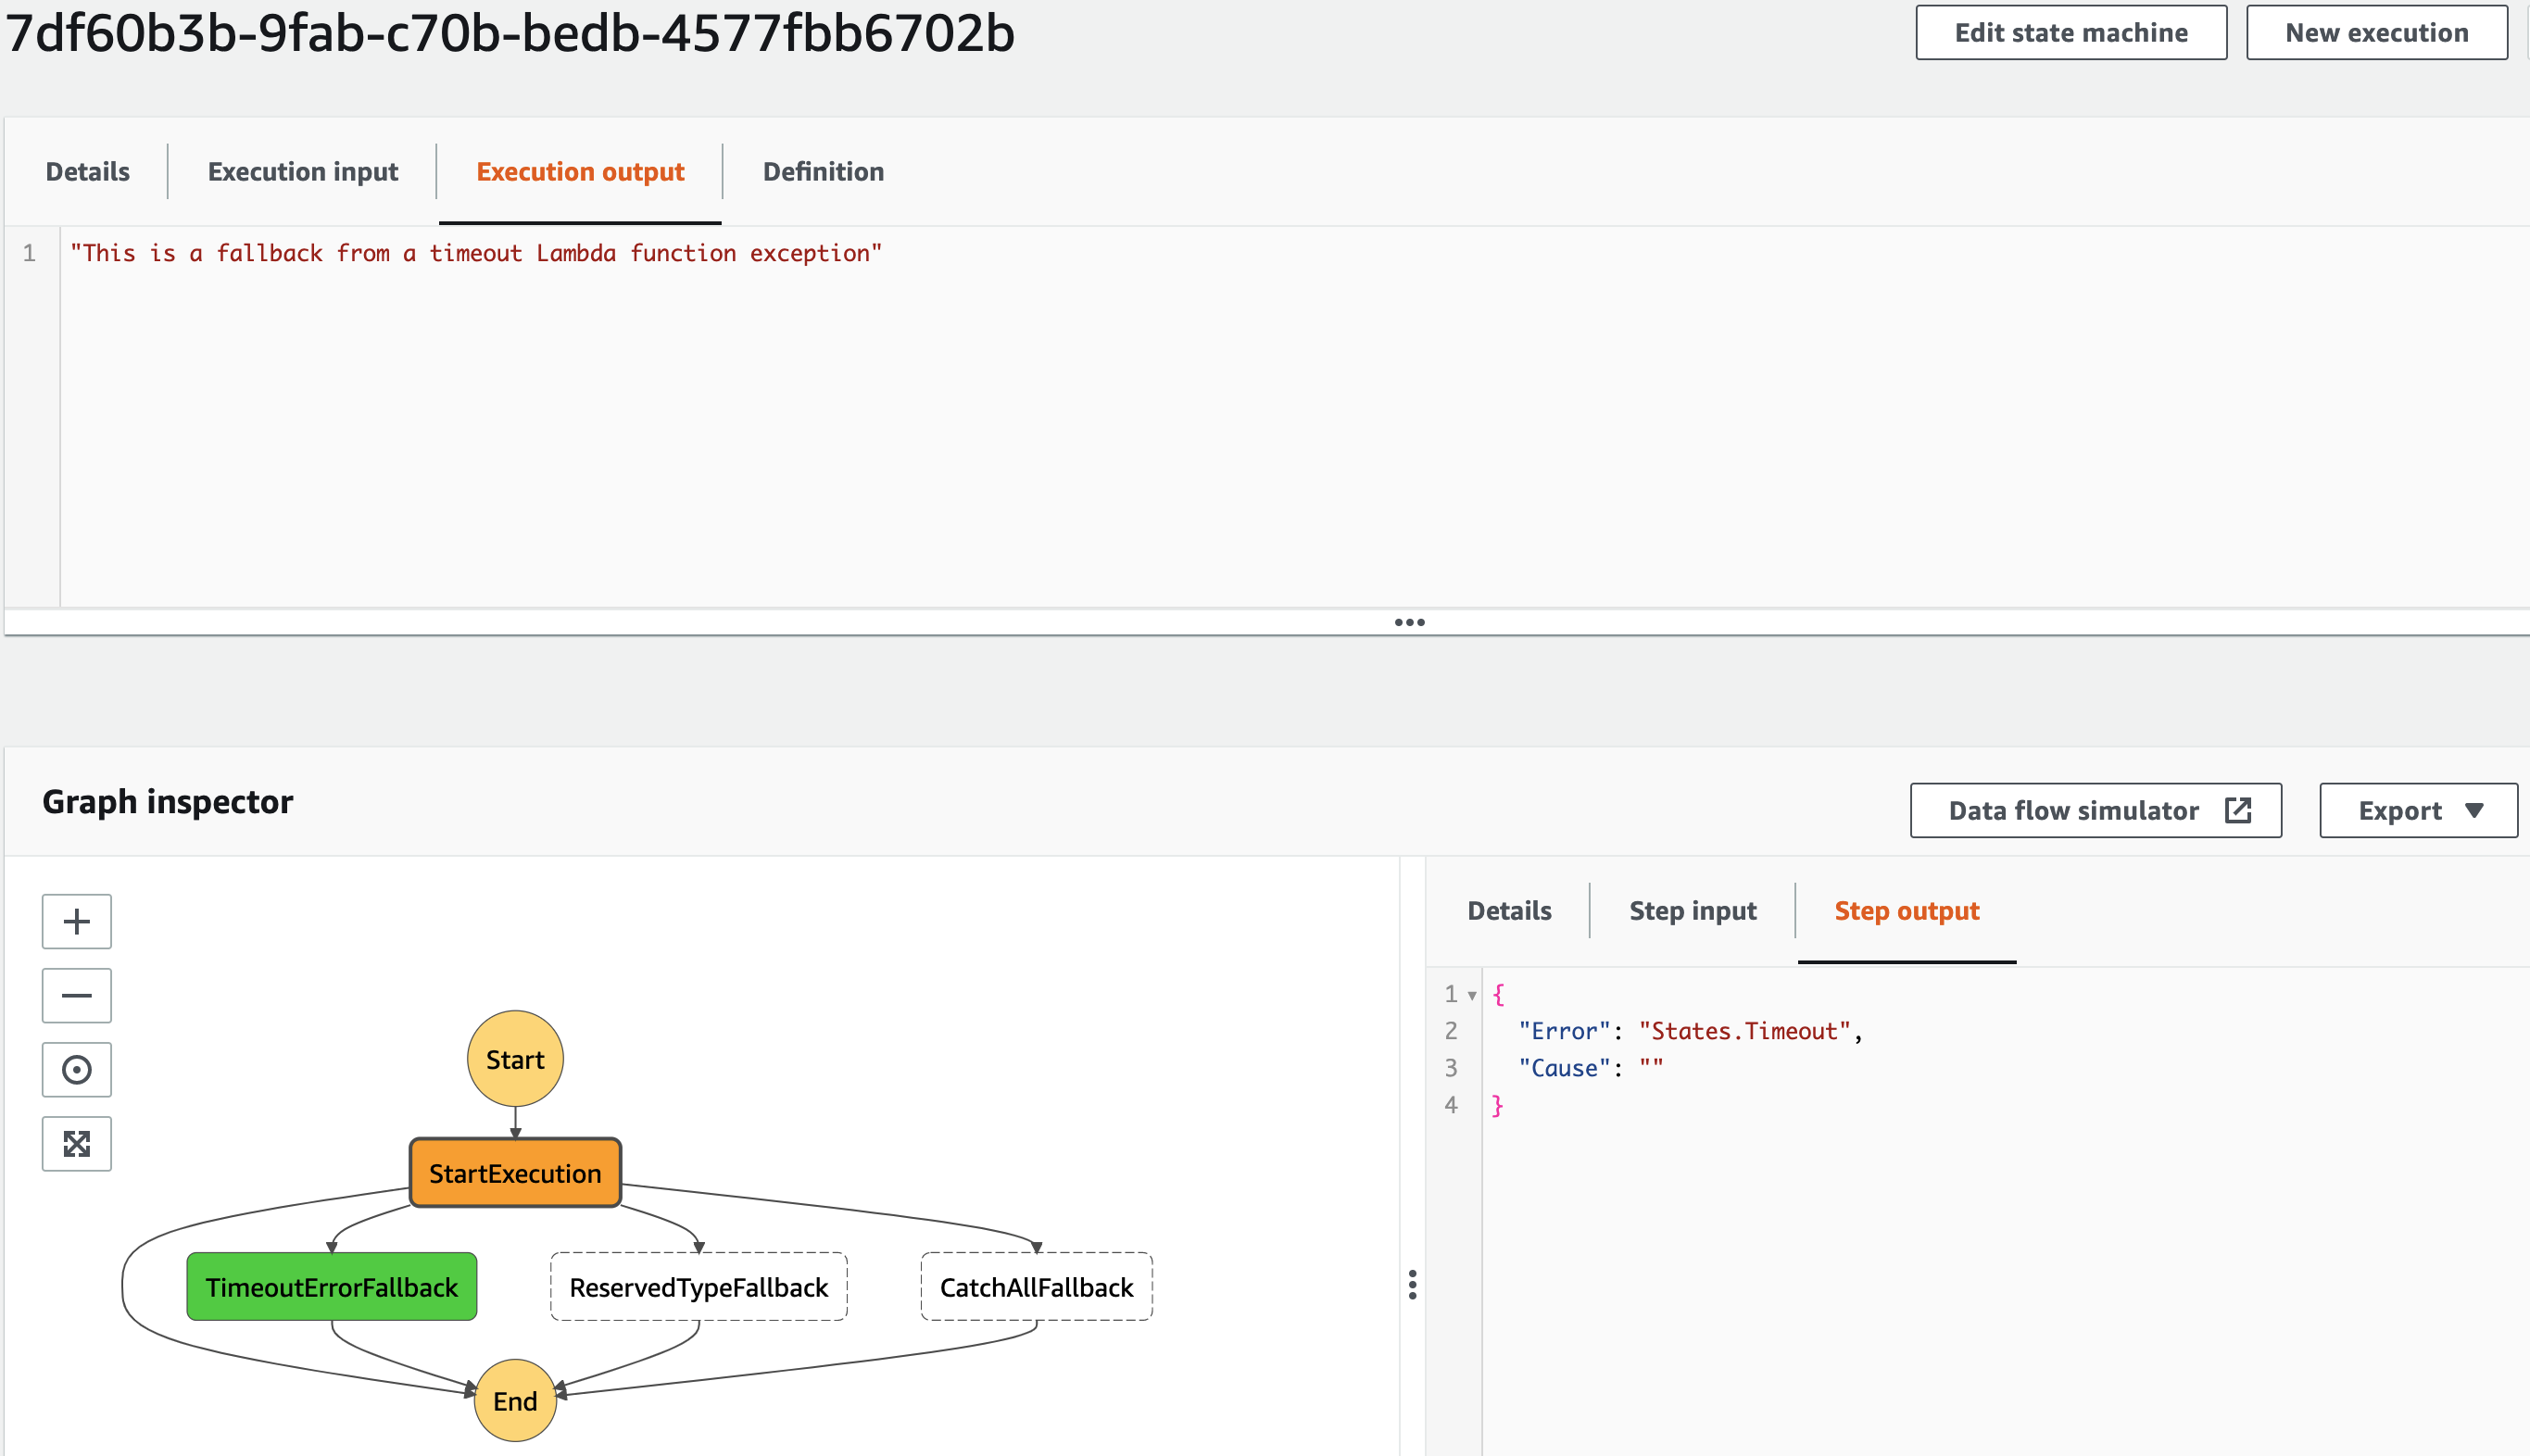 7df60b3b-9fab-c70b-bedb-4577fbb6702b
Edit state machine
New execution
Details
Execution input
Execution output
Definition
1 "This is a fallback from a timeout Lambda function exception"
Graph inspector
Data flow simulator
Export
Start
StartExecution
TimeoutErrorFallback
ReservedTypeFallback
CatchAllFallback
End
Details
Step input
Step output
1 {
2 "Error": "States.Timeout",
3 "Cause": ""
4 }